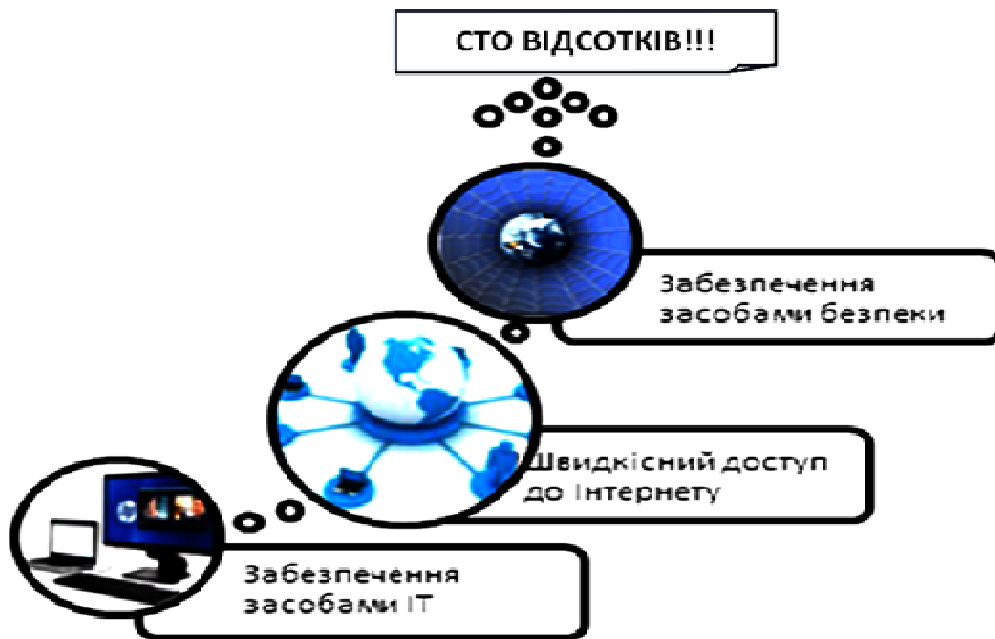 СТО ВІДСОТКІВ!!!
Забезпечення
засобами безпеки
Швидкісний доступ
до Інтернету
Забезпечення
засобами ІТ